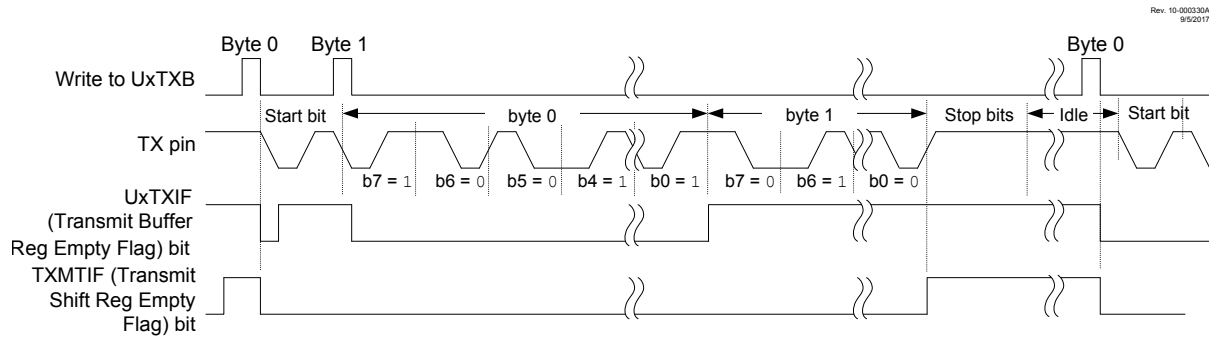 Rev. 10-000330A
9/5/2017
Byte 0 Byte 1 Byte 0
Write to UxTXB
Start bit byte 0 byte 1 Stop bits Idle Start bit
TX pin
b7 = 1 b6 = 0 b5 = 0 b4 = 1 b0 = 1 b7 = 0 b6 = 1 b0 = 0
UxTXIF
(Transmit Buffer
Reg Empty Flag) bit
TXMTIF (Transmit
Shift Reg Empty
Flag) bit